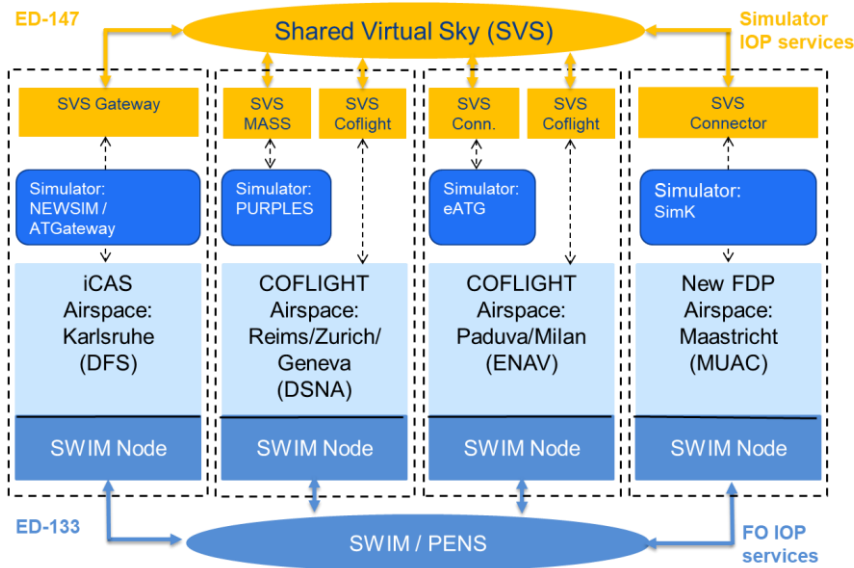 ED-147
Shared Virtual Sky (SVS)
Simulator
IOP services
SVS Gateway
SVS
MASS
SVS
Coflight
SVS
Conn.
SVS
Coflight
SVS
Connector
Simulator:
NEWSIM /
ATGateway
Simulator:
PURPLES
Simulator:
eATG
Simulator:
SimK
iCAS
Airspace:
Karlsruhe
(DFS)
COFLIGHT
Airspace:
Reims/Zurich/
Geneva
(DSNA)
COFLIGHT
Airspace:
Paduva/Milan
(ENAV)
New FDP
Airspace:
Maastricht
(MUAC)
SWIM Node
SWIM Node
SWIM Node
SWIM Node
ED-133
SWIM / PENS
FO IOP
services